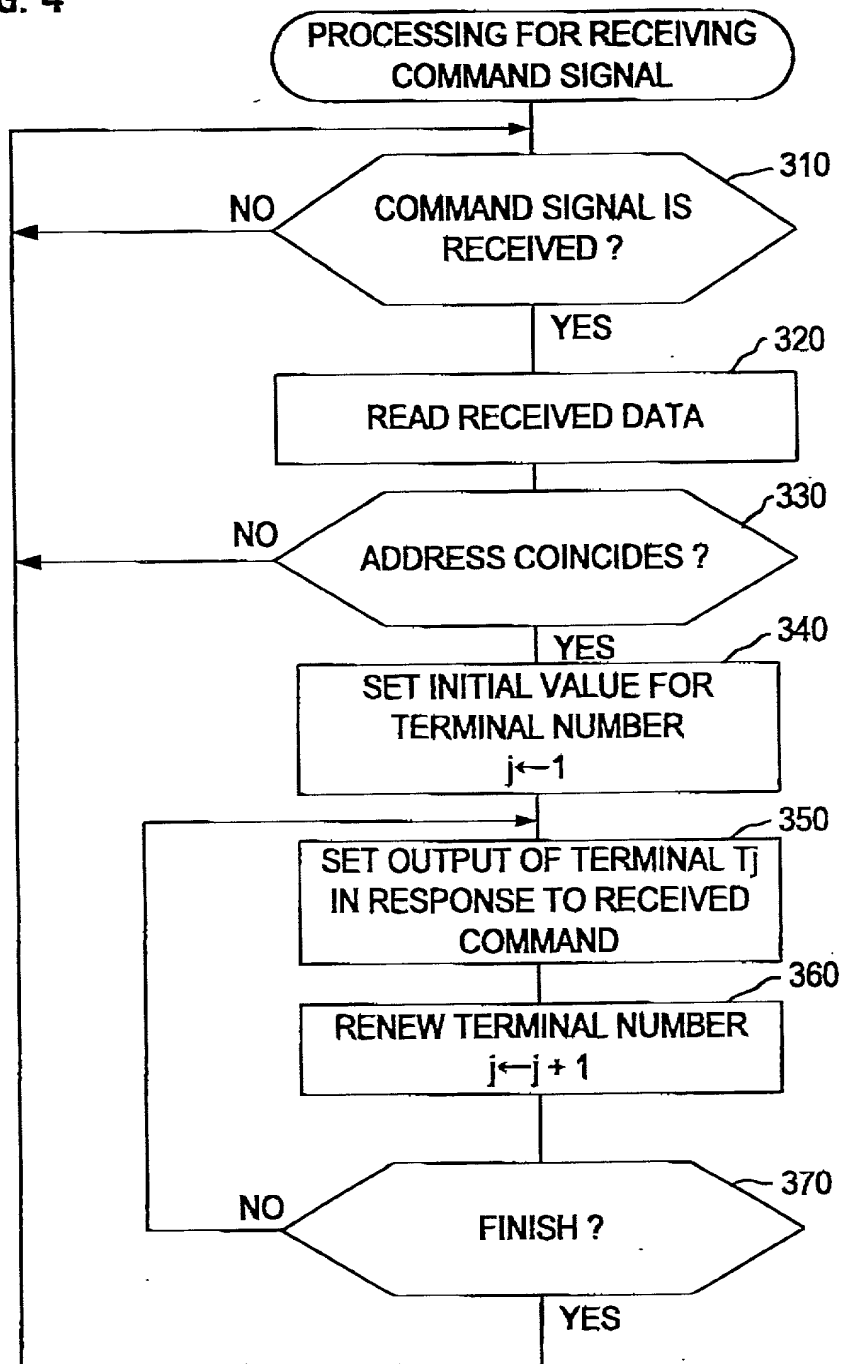 G. 4
PROCESSING FOR RECEIVING
COMMAND SIGNAL
310
NO
COMMAND SIGNAL IS
RECEIVED ?
YES
320
READ RECEIVED DATA
330
NO
ADDRESS COINCIDES ?
YES
340
SET INITIAL VALUE FOR
TERMINAL NUMBER
j←1
350
SET OUTPUT OF TERMINAL Tj
IN RESPONSE TO RECEIVED
COMMAND
360
RENEW TERMINAL NUMBER
j←j + 1
370
NO
FINISH ?
YES